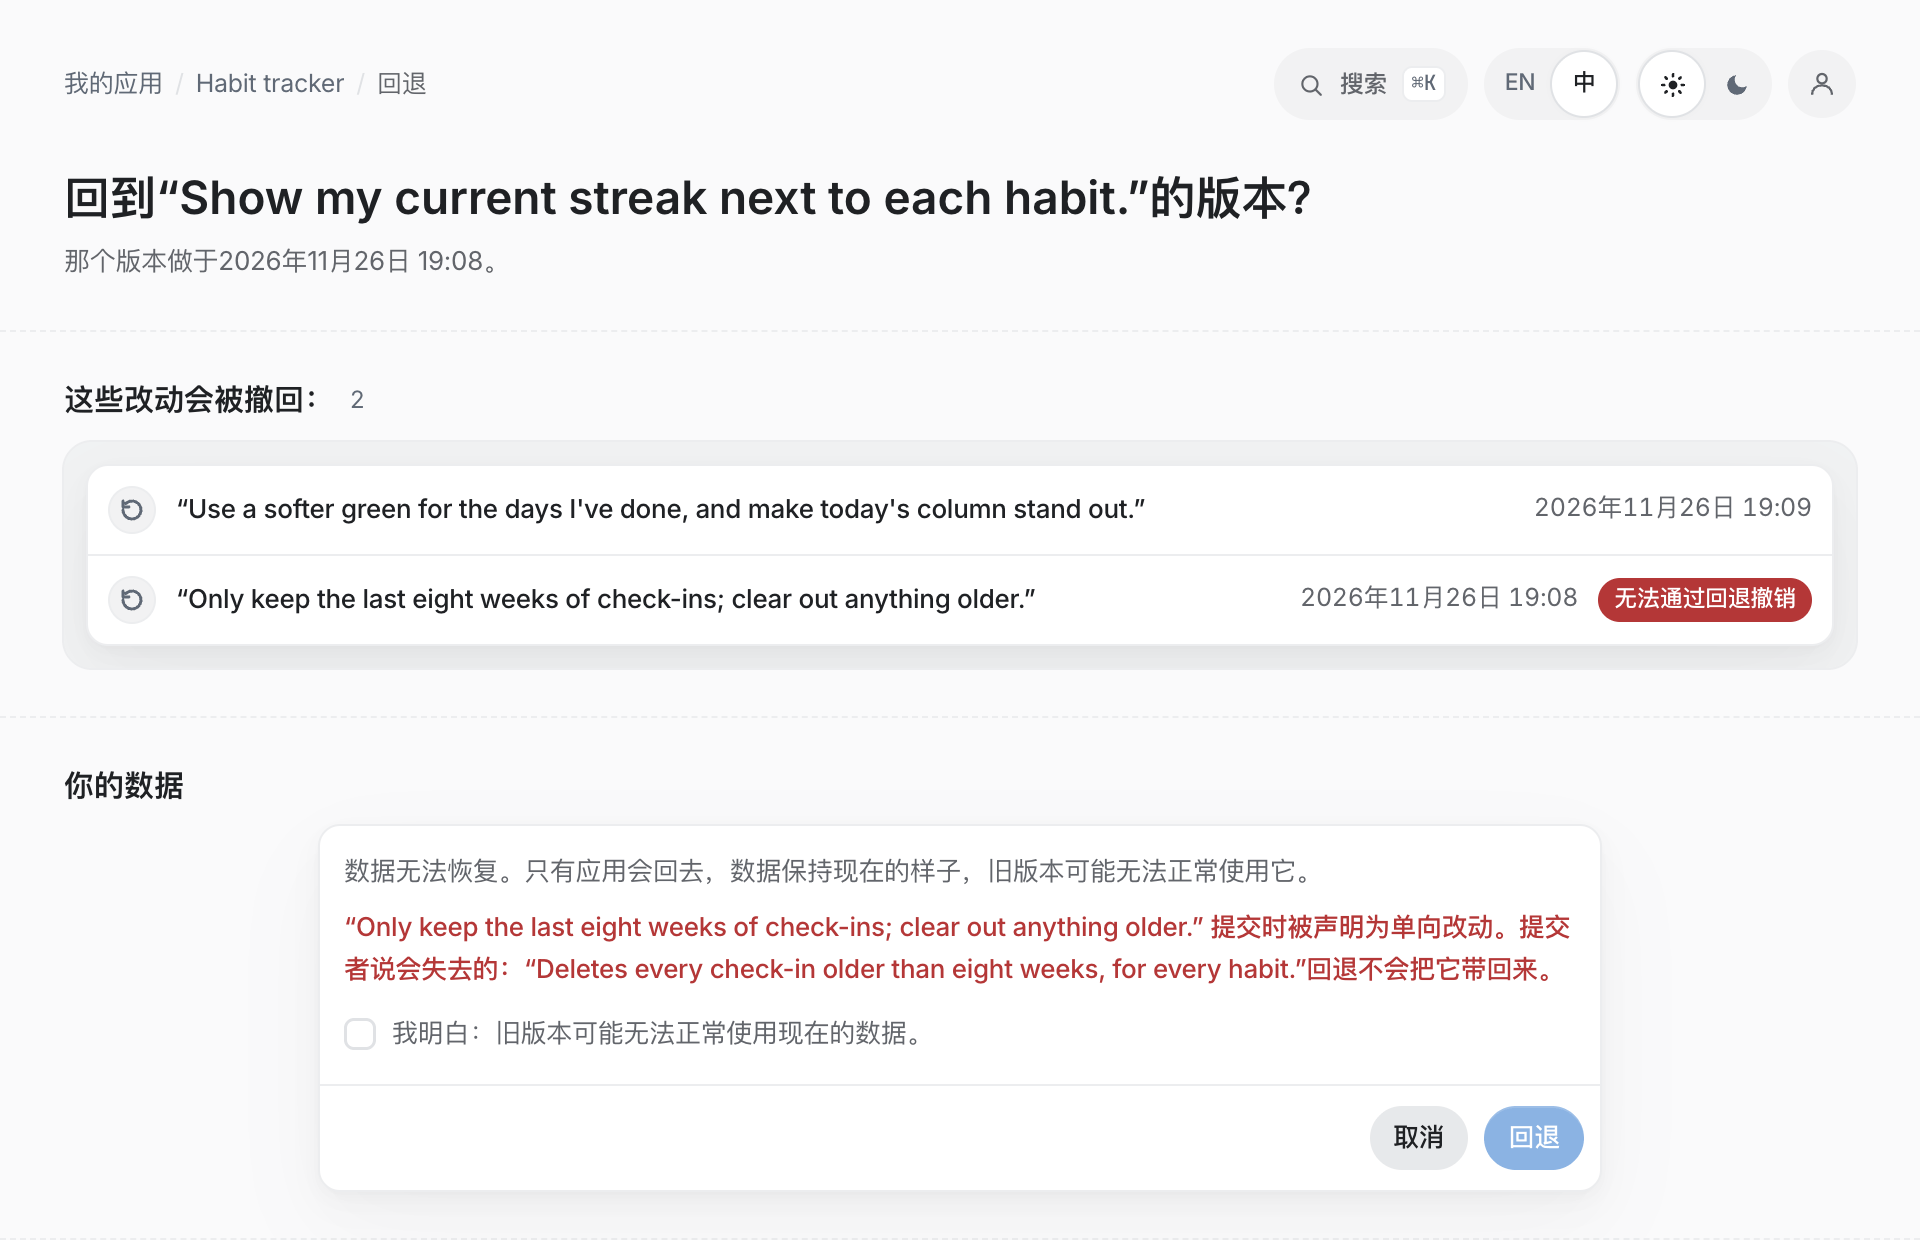 我的应用 / Habit tracker / 回退
搜索 ⌘K
EN 中
回到“Show my current streak next to each habit.”的版本?
那个版本做于2026年11月26日 19:08。
这些改动会被撤回： 2
“Use a softer green for the days I've done, and make today's column stand out.” 2026年11月26日 19:09
“Only keep the last eight weeks of check-ins; clear out anything older.” 2026年11月26日 19:08 无法通过回退撤销
你的数据
数据无法恢复。只有应用会回去，数据保持现在的样子，旧版本可能无法正常使用它。
“Only keep the last eight weeks of check-ins; clear out anything older.” 提交时被声明为单向改动。提交
者说会失去的：“Deletes every check-in older than eight weeks, for every habit.”回退不会把它带回来。
我明白：旧版本可能无法正常使用现在的数据。
取消 回退